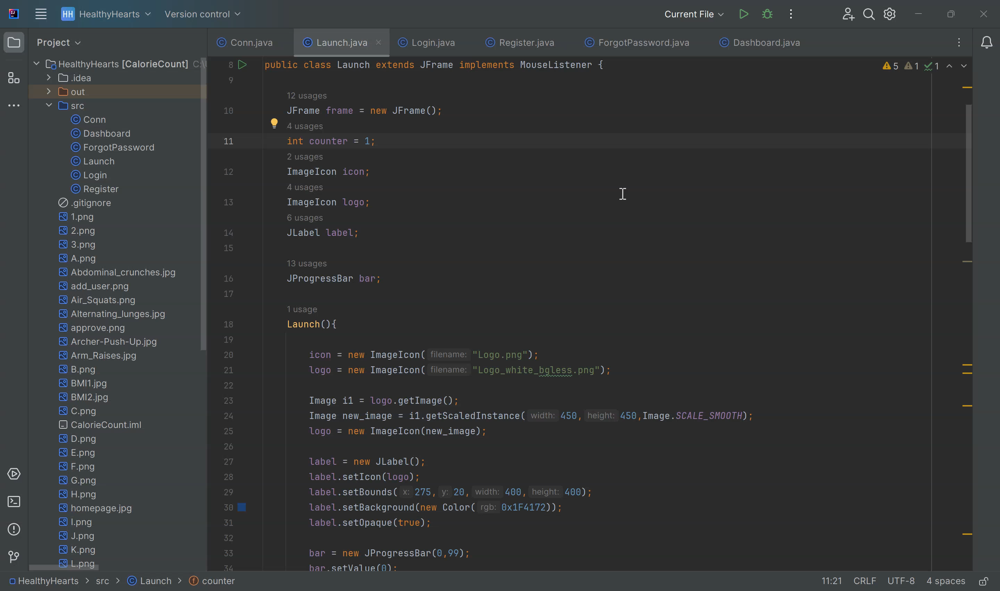 HH HealthyHearts Version control Current File
Project
Conn.java Launch.java Login.java Register.java ForgotPassword.java Dashboard.java
HealthyHearts [CalorieCount]
.idea
out
src
Conn
Dashboard
ForgotPassword
Launch
Login
Register
.gitignore
1.png
2.png
3.png
A.png
Abdominal_crunches.jpg
add_user.png
Air_Squats.png
Alternating_lunges.jpg
approve.png
Archer-Push-Up.jpg
Arm_Raises.jpg
B.png
BMI1.jpg
BMI2.jpg
C.png
CalorieCount.iml
D.png
E.png
F.png
G.png
H.png
homepage.jpg
I.png
J.png
K.png
L.png
5 1 1
8 public class Launch extends JFrame implements MouseListener {
9
12 usages
10 JFrame frame = new JFrame();
4 usages
11 int counter = 1;
2 usages
12 ImageIcon icon;
4 usages
13 ImageIcon logo;
6 usages
14 JLabel label;
15
13 usages
16 JProgressBar bar;
17
1 usage
18 Launch(){
19
20 icon = new ImageIcon( filename: "Logo.png");
21 logo = new ImageIcon( filename: "Logo_white_bgless.png");
22
23 Image i1 = logo.getImage();
24 Image new_image = i1.getScaledInstance( width: 450, height: 450,Image.SCALE_SMOOTH);
25 logo = new ImageIcon(new_image);
26
27 label = new JLabel();
28 label.setIcon(logo);
29 label.setBounds( x: 275, y: 20, width: 400, height: 400);
30 label.setBackground(new Color( rgb: 0x1F4172));
31 label.setOpaque(true);
32
33 bar = new JProgressBar(0,99);
34 bar.setValue(0);
HealthyHearts > src > Launch > counter 11:21 CRLF UTF-8 4 spaces